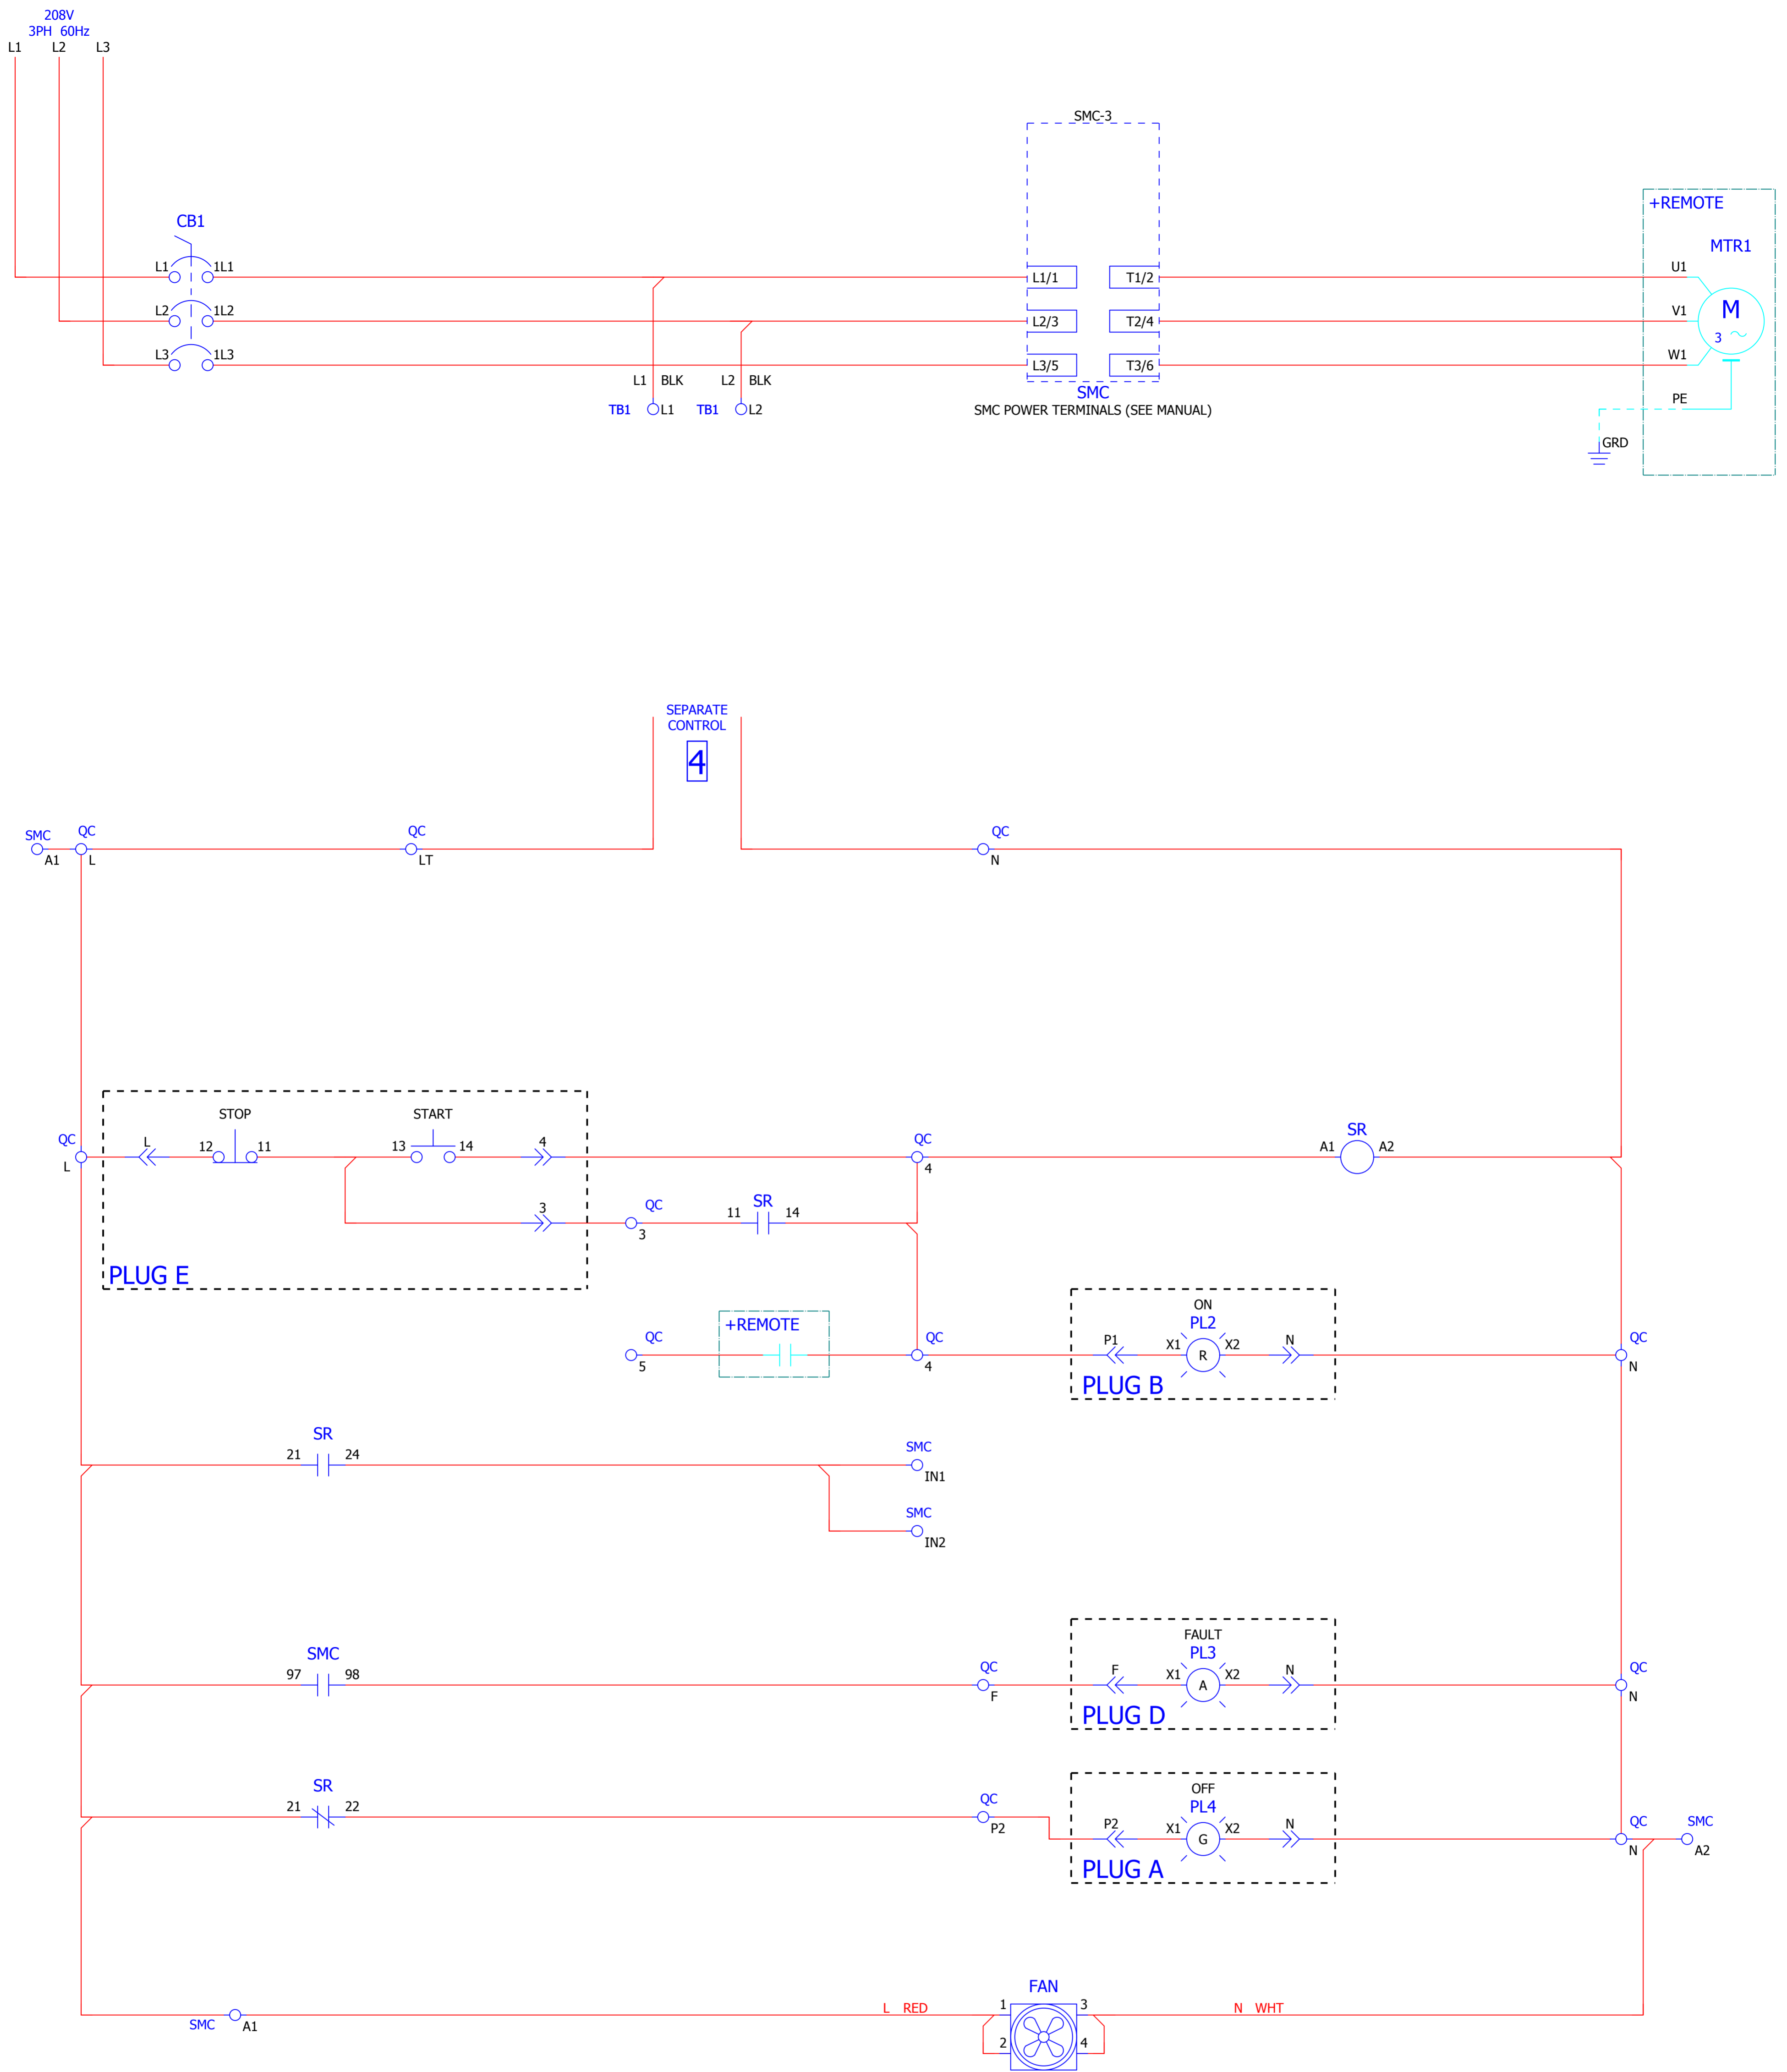 208V
3PH 60Hz
L1 L2 L3
SMC-3
+REMOTE
CB1
MTR1
L1 1L1 L1/1 T1/2 U1
L2 1L2 L2/3 T2/4 V1
M
3
L3 1L3 L3/5 T3/6 W1
L1 BLK L2 BLK
SMC
PE
TB1 L1 TB1 L2
SMC POWER TERMINALS (SEE MANUAL)
GRD
SEPARATE
CONTROL
4
SMC QC QC QC
A1 L LT N
STOP START
QC L 12 11 13 14 4 QC SR
A1 A2
L 4
3 QC 11 SR 14
3
PLUG E
ON
+REMOTE PL2
QC QC P1 X1 R X2 N QC
5 4 N
PLUG B
SR SMC
21 24
IN1
SMC
IN2
FAULT
SMC PL3
97 98 QC F X1 A X2 N QC
F N
PLUG D
SR OFF
21 22 QC PL4
P2 P2 X1 G X2 N QC SMC
N A2
PLUG A
FAN
L RED 1 3 N WHT
SMC A1
2 4